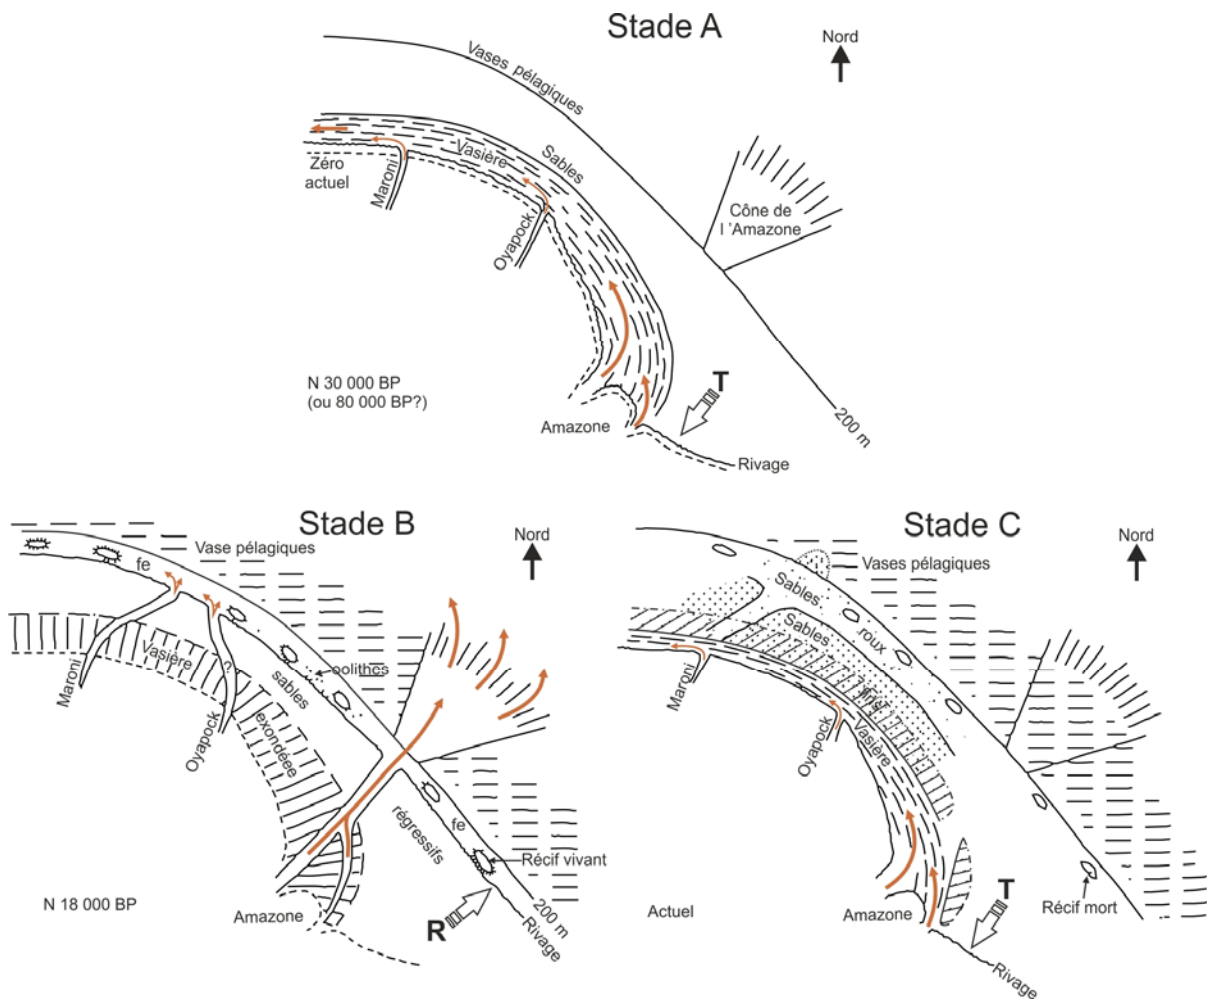 Stade A
Nord
Vases pélagiques
Sables
Vasière
Zéro
actuel
Maroni
Oyapock
Cône de
l 'Amazone
N 30 000 BP
(ou 80 000 BP?)
T
Amazone
200 m
Rivage
Stade B
Nord
Vase pélagiques
fe
Maroni
Vasière
?
oolithes
sables
Oyapock
exondéee
régressifs
fe
Récif vivant
N 18 000 BP
Amazone
R
200 m
Rivage
Stade C
Nord
Vases pélagiques
Sables
roux
Sables
fins
Maroni
Vasière
Oyapock
Actuel
Amazone
T
Récif mort
Rivage